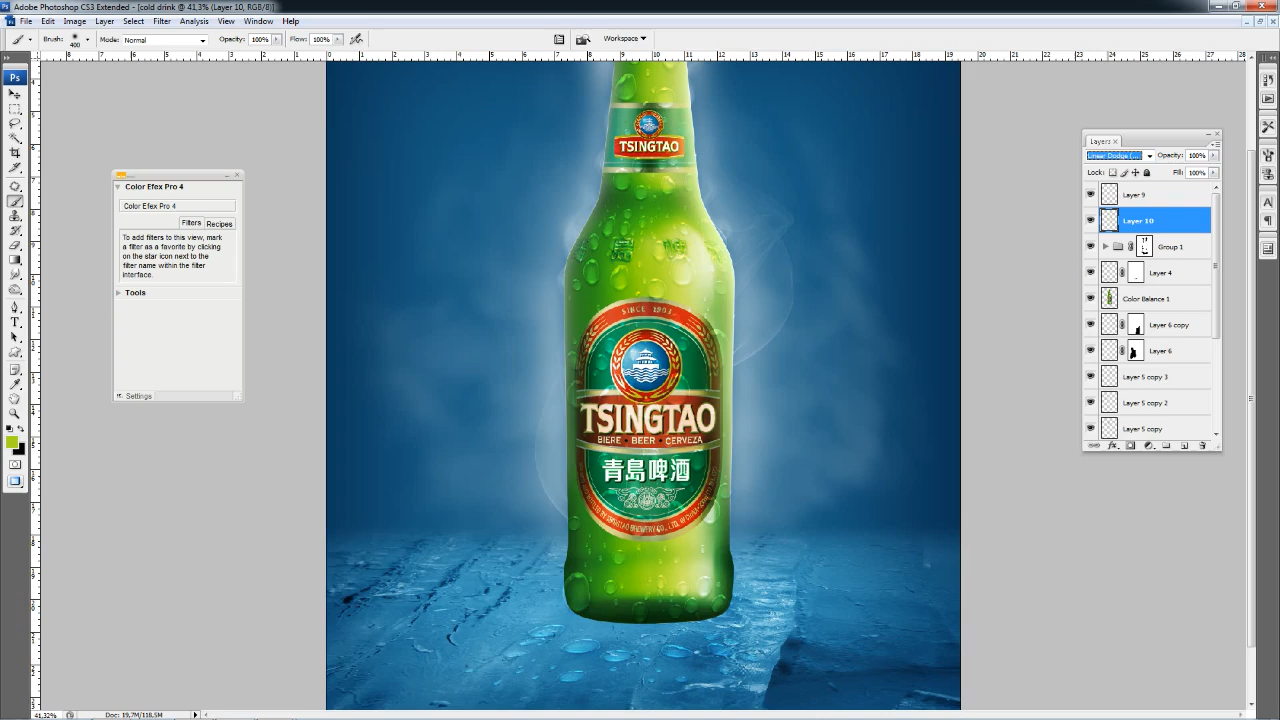 Adobe Photoshop CS3 Extended - [cold drink @ 41,3% (Layer 10, RGB/8)]
File Edit Image Layer Select Filter Analysis View Window Help
Brush: 400 Mode: Normal Opacity: 100% Flow: 100% Workspace
Ps
Color Efex Pro 4
Color Efex Pro 4
Filters Recipes
To add filters to this view, mark
a filter as a favorite by clicking
on the star icon next to the
filter name within the filter
interface.
Tools
Settings
TSINGTAO
SINCE 1903
TSINGTAO
BIERE • BEER • CERVEZA
青島啤酒
Layers
Linear Dodge (... Opacity: 100%
Lock: Fill: 100%
Layer 9
Layer 10
Group 1
Layer 4
Color Balance 1
Layer 6 copy
Layer 6
Layer 5 copy 3
Layer 5 copy 2
Layer 5 copy
41,32% Doc: 19,7M/118,5M